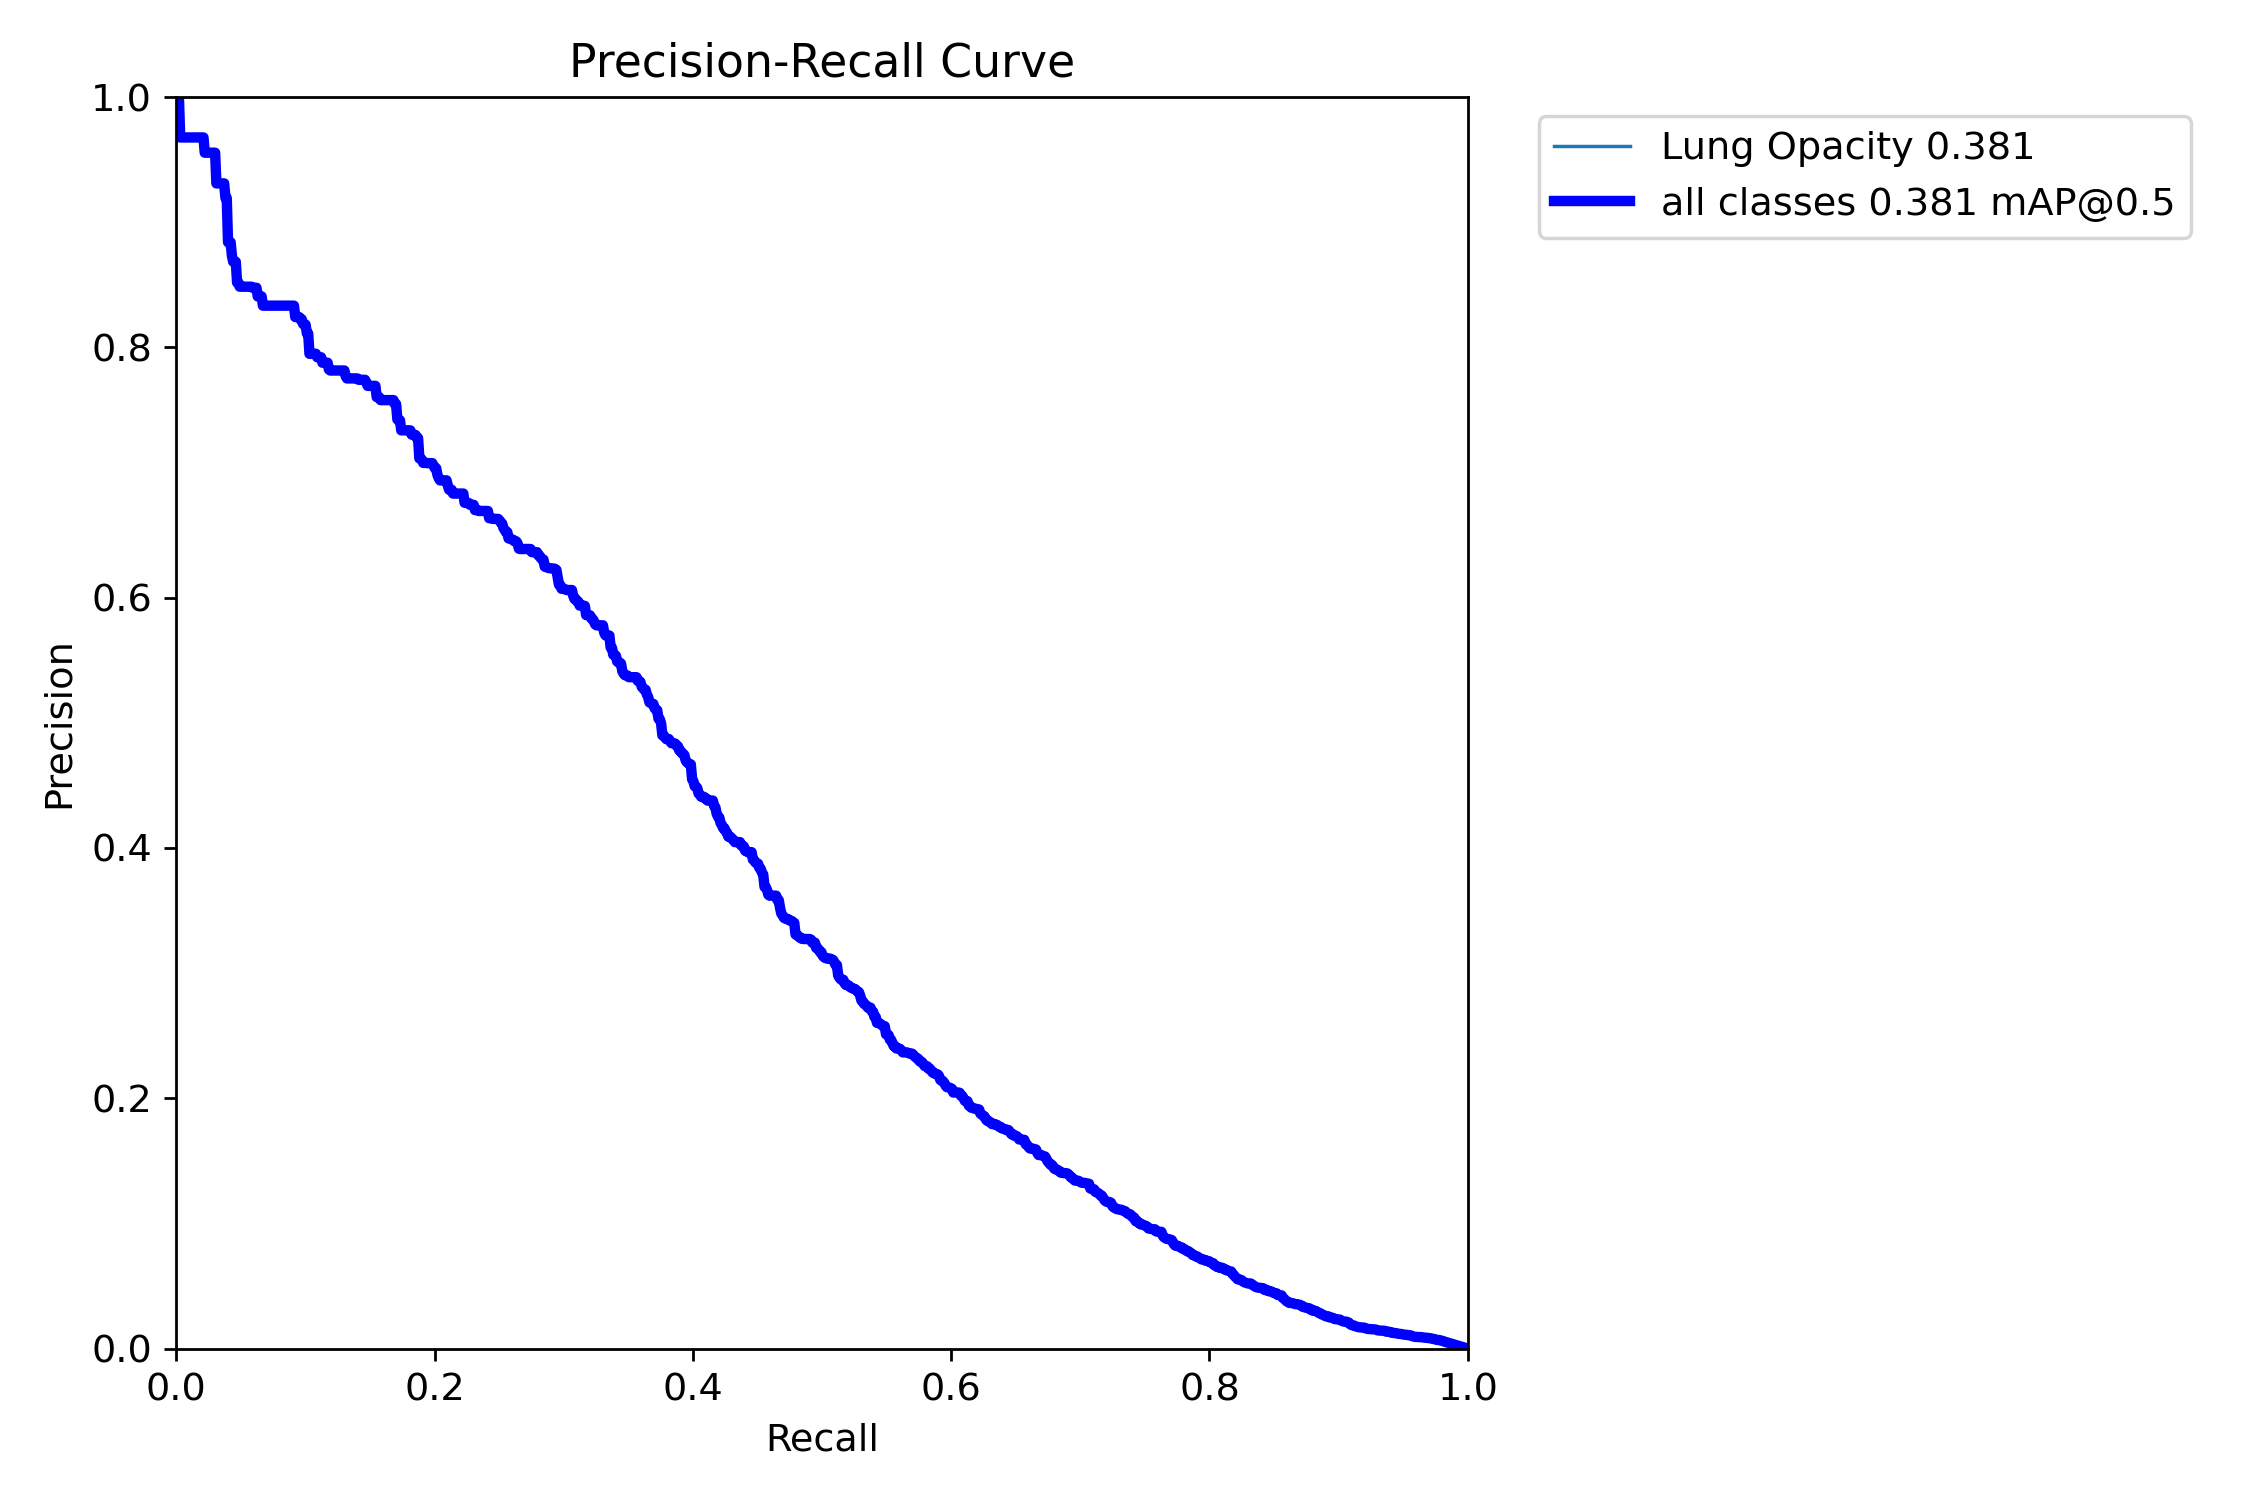 Precision-Recall Curve
1.0
0.8
0.6
0.4
0.2
0.0
Precision
0.0 0.2 0.4 0.6 0.8 1.0
Recall
Lung Opacity 0.381
all classes 0.381 mAP@0.5